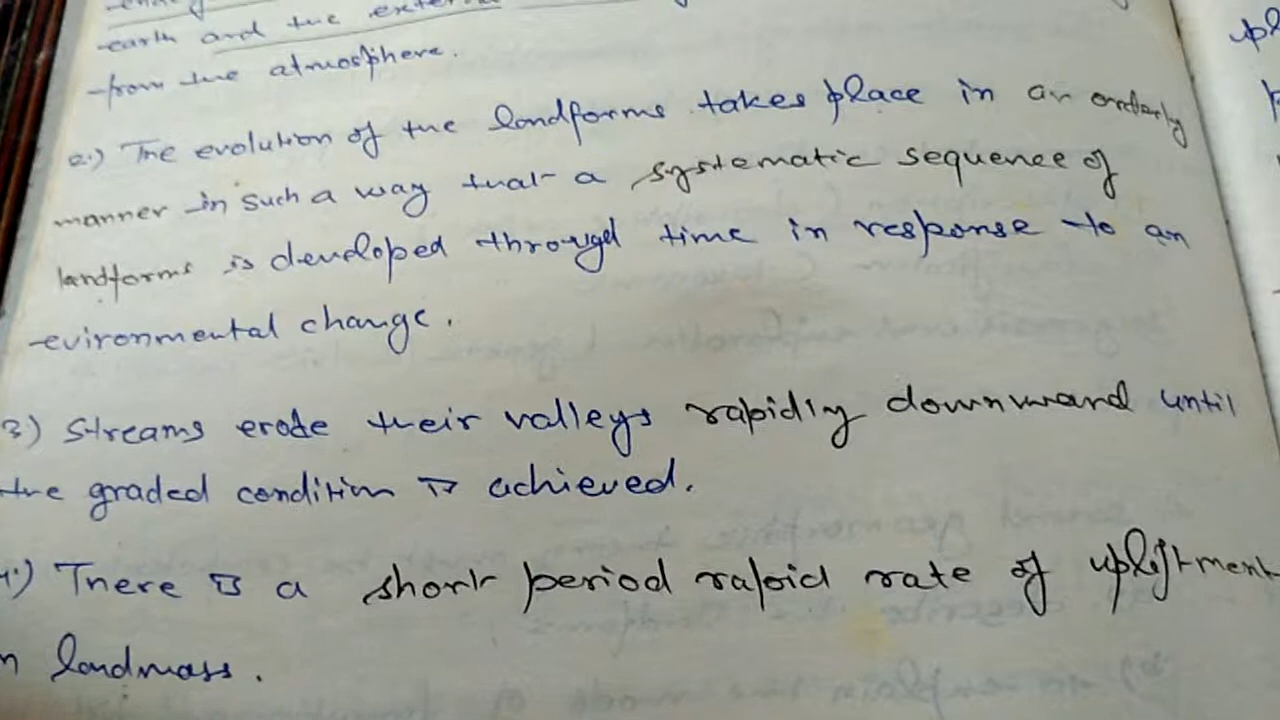 earth and the
from the atmosphere.
2.) The evolution of the landforms takes place in an orderly
manner in such a way that a systematic sequence of
landforms is developed through time in response to an
evironmental change.
3) Streams erode their valleys rapidly downward until
the graded condition is achieved.
4.) There is a short period rapid rate of upliftment
landmass.